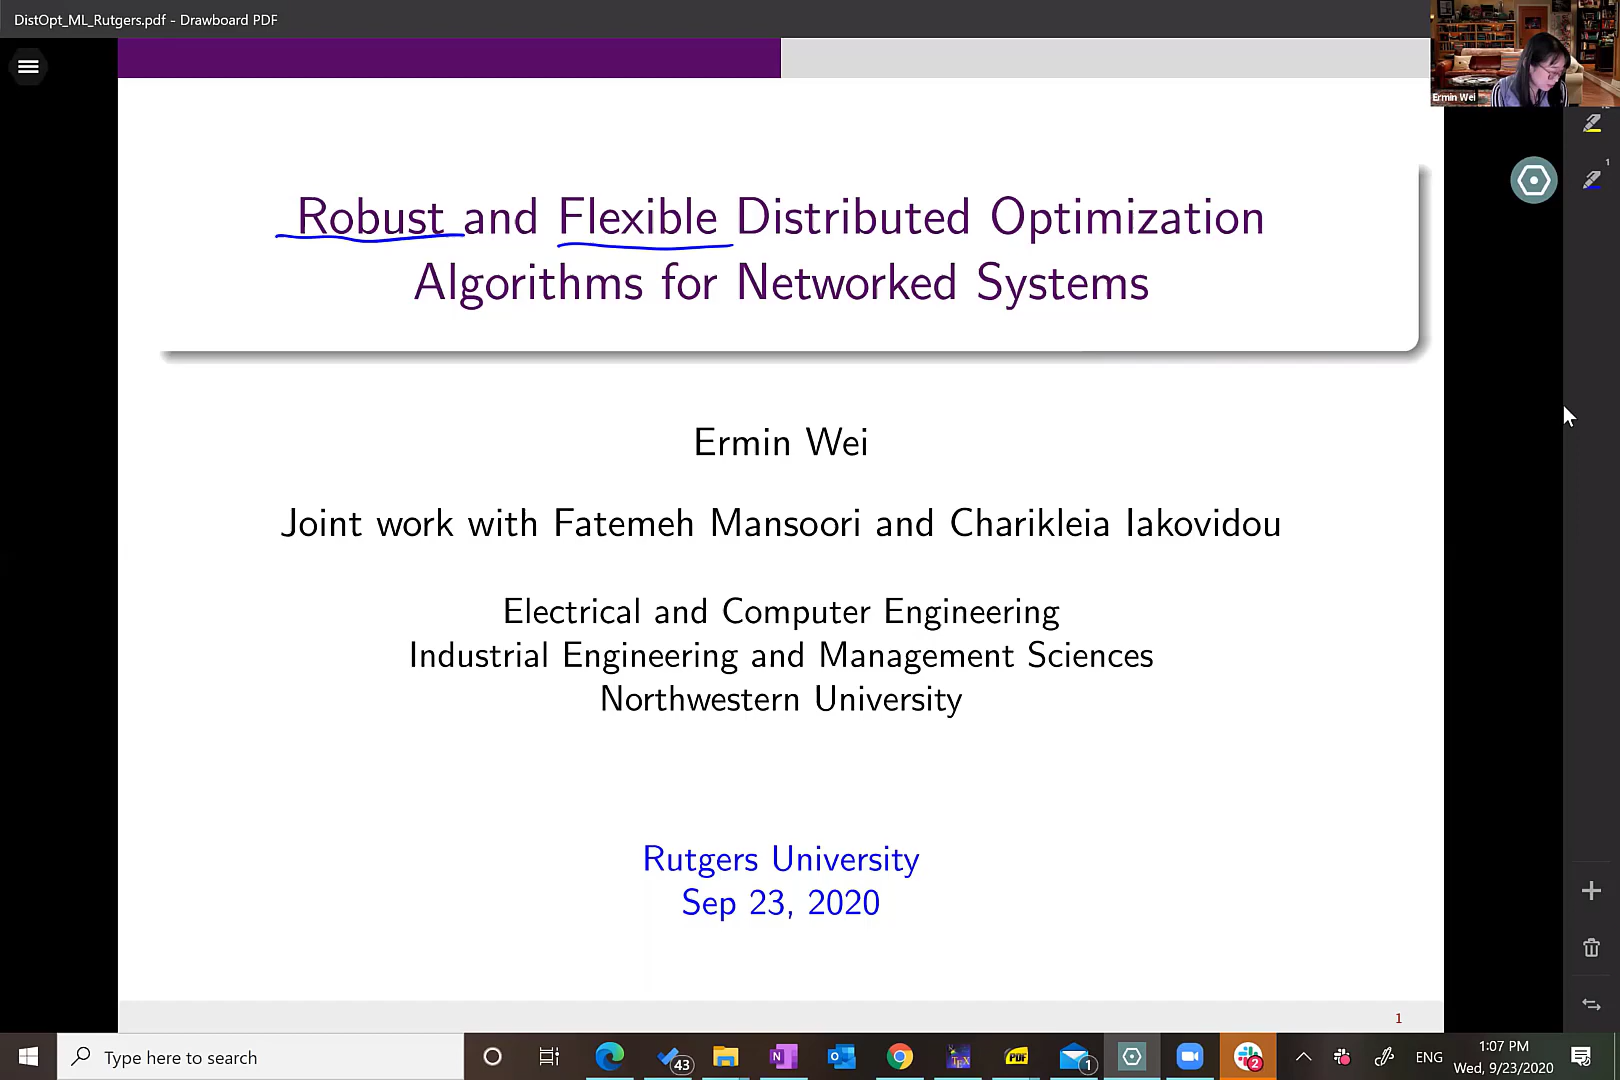 DistOpt_ML_Rutgers.pdf - Drawboard PDF
Ermin Wei
1
Robust and Flexible Distributed Optimization
Algorithms for Networked Systems
Ermin Wei
Joint work with Fatemeh Mansoori and Charikleia Iakovidou
Electrical and Computer Engineering
Industrial Engineering and Management Sciences
Northwestern University
Rutgers University
Sep 23, 2020
1
Type here to search
43
N
PDF
1
2
ENG
1:07 PM
Wed, 9/23/2020